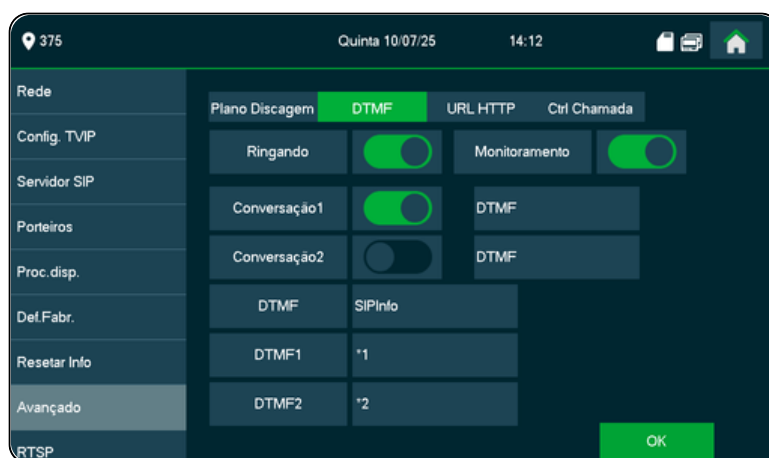 375 Quinta 10/07/25 14:12
Rede
Config. TVIP
Servidor SIP
Porteiros
Proc.disp.
Def.Fabr.
Resetar Info
Avançado
RTSP
Plano Discagem DTMF URL HTTP Ctrl Chamada
Ringando Monitoramento
Conversação1 DTMF
Conversação2 DTMF
DTMF SIPInfo
DTMF1 *1
DTMF2 *2
OK